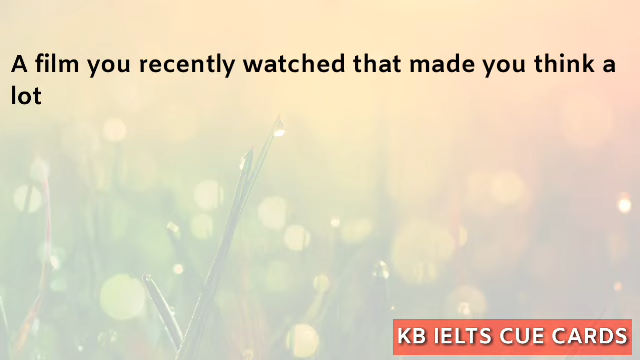 A film you recently watched that made you think a
lot
KB IELTS CUE CARDS